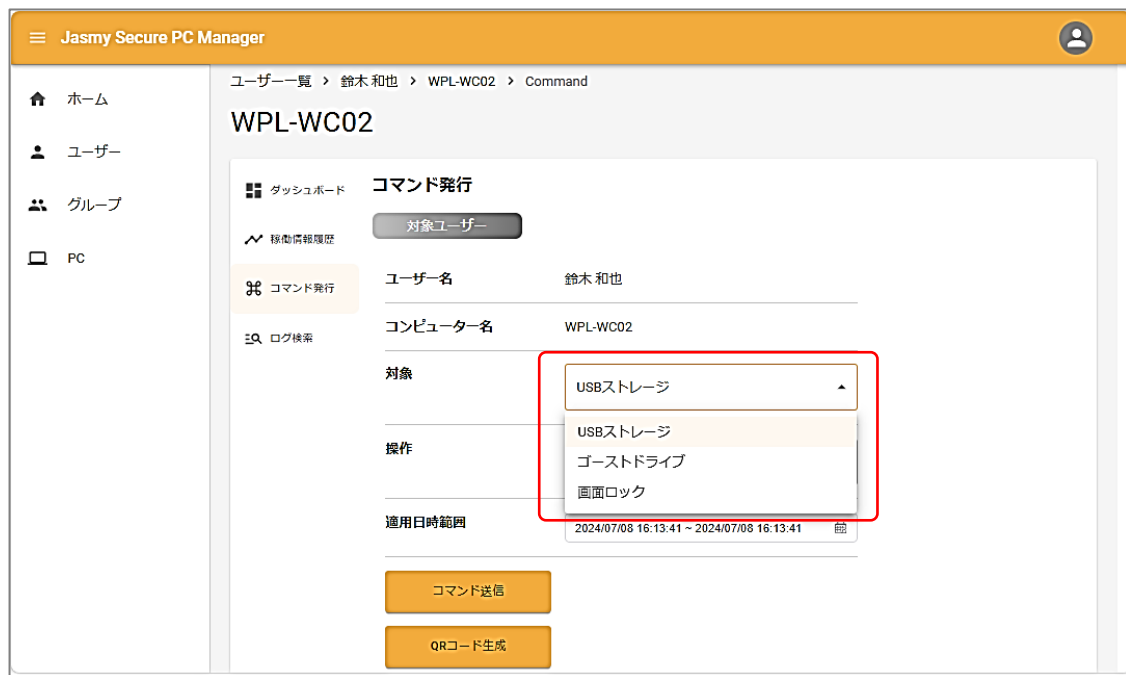 Jasmy Secure PC Manager
ホーム
ユーザー
グループ
PC
ユーザー一覧 > 鈴木 和也 > WPL-WC02 > Command
WPL-WC02
ダッシュボード
稼働情報履歴
コマンド発行
ログ検索
コマンド発行
対象ユーザー
ユーザー名 鈴木 和也
コンピューター名 WPL-WC02
対象 USBストレージ
USBストレージ
ゴーストドライブ
画面ロック
操作
適用日時範囲 2024/07/08 16:13:41 ~ 2024/07/08 16:13:41
コマンド送信
QRコード生成